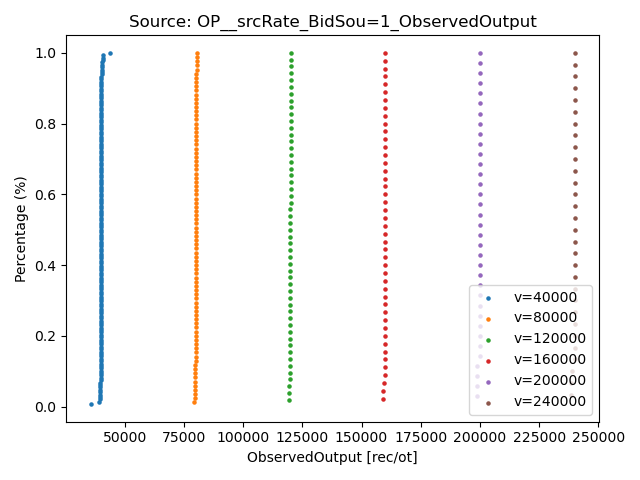 Source: OP__srcRate_BidSou=1_ObservedOutput
1.0
0.8
0.6
0.4
0.2
0.0
Percentage (%)
v=40000
v=80000
v=120000
v=160000
v=200000
v=240000
50000 75000 100000 125000 150000 175000 200000 225000 250000
ObservedOutput [rec/ot]